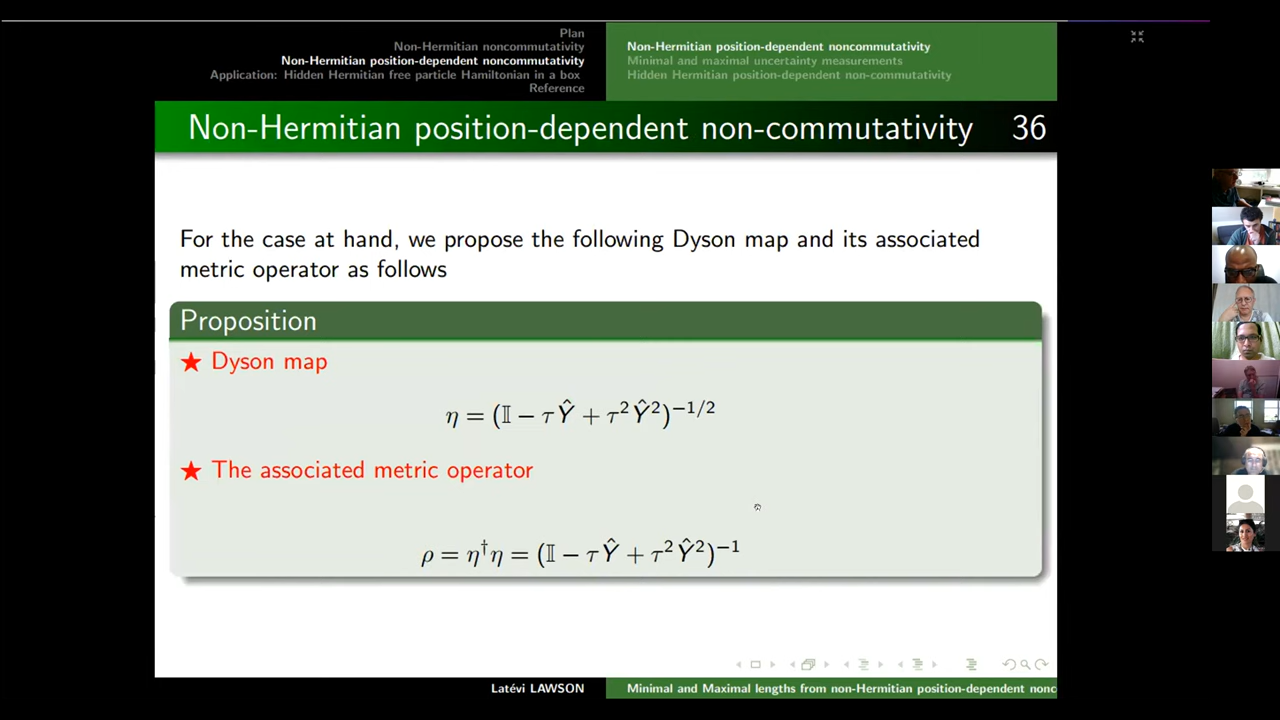 Plan
Non-Hermitian noncommutativity
Non-Hermitian position-dependent noncommutativity
Application: Hidden Hermitian free particle Hamiltonian in a box
Reference
Non-Hermitian position-dependent noncommutativity
Minimal and maximal uncertainty measurements
Hidden Hermitian position-dependent non-commutativity
Non-Hermitian position-dependent non-commutativity 36
For the case at hand, we propose the following Dyson map and its associated
metric operator as follows
Proposition
★ Dyson map
η = (𝕀 − τŶ + τ²Ŷ²)^{−1/2}
★ The associated metric operator
ρ = η†η = (𝕀 − τŶ + τ²Ŷ²)^{−1}
Latévi LAWSON
Minimal and Maximal lengths from non-Hermitian position-dependent nonc